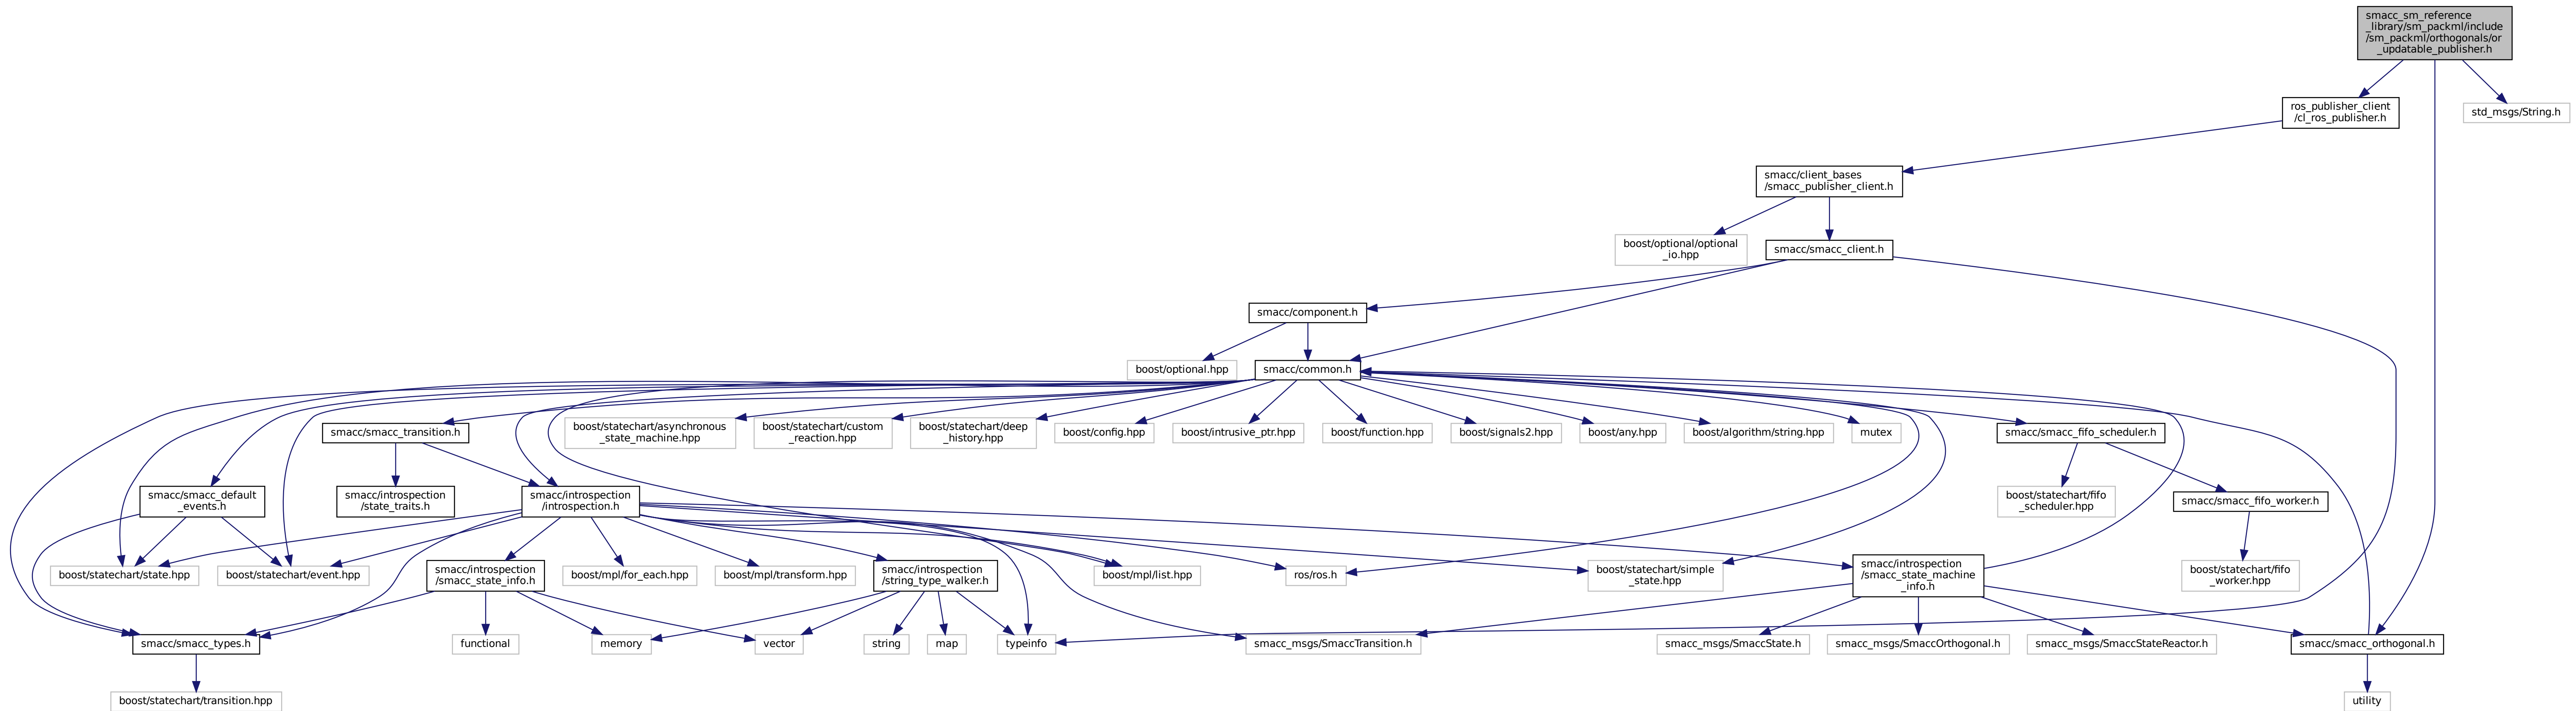 smacc_sm_reference
_library/sm_packml/include
/sm_packml/orthogonals/or
_updatable_publisher.h
ros_publisher_client
/cl_ros_publisher.h
std_msgs/String.h
smacc/client_bases
/smacc_publisher_client.h
boost/optional/optional
_io.hpp
smacc/smacc_client.h
smacc/component.h
boost/optional.hpp
smacc/common.h
smacc/smacc_transition.h
boost/statechart/asynchronous
_state_machine.hpp
boost/statechart/custom
_reaction.hpp
boost/statechart/deep
_history.hpp
boost/config.hpp
boost/intrusive_ptr.hpp
boost/function.hpp
boost/signals2.hpp
boost/any.hpp
boost/algorithm/string.hpp
mutex
smacc/smacc_fifo_scheduler.h
smacc/smacc_default
_events.h
smacc/introspection
/state_traits.h
smacc/introspection
/introspection.h
boost/statechart/fifo
_scheduler.hpp
smacc/smacc_fifo_worker.h
boost/statechart/state.hpp
boost/statechart/event.hpp
smacc/introspection
/smacc_state_info.h
boost/mpl/for_each.hpp
boost/mpl/transform.hpp
smacc/introspection
/string_type_walker.h
boost/mpl/list.hpp
ros/ros.h
boost/statechart/simple
_state.hpp
smacc/introspection
/smacc_state_machine
_info.h
boost/statechart/fifo
_worker.hpp
smacc/smacc_types.h
functional
memory
vector
string
map
typeinfo
smacc_msgs/SmaccTransition.h
smacc_msgs/SmaccState.h
smacc_msgs/SmaccOrthogonal.h
smacc_msgs/SmaccStateReactor.h
smacc/smacc_orthogonal.h
boost/statechart/transition.hpp
utility